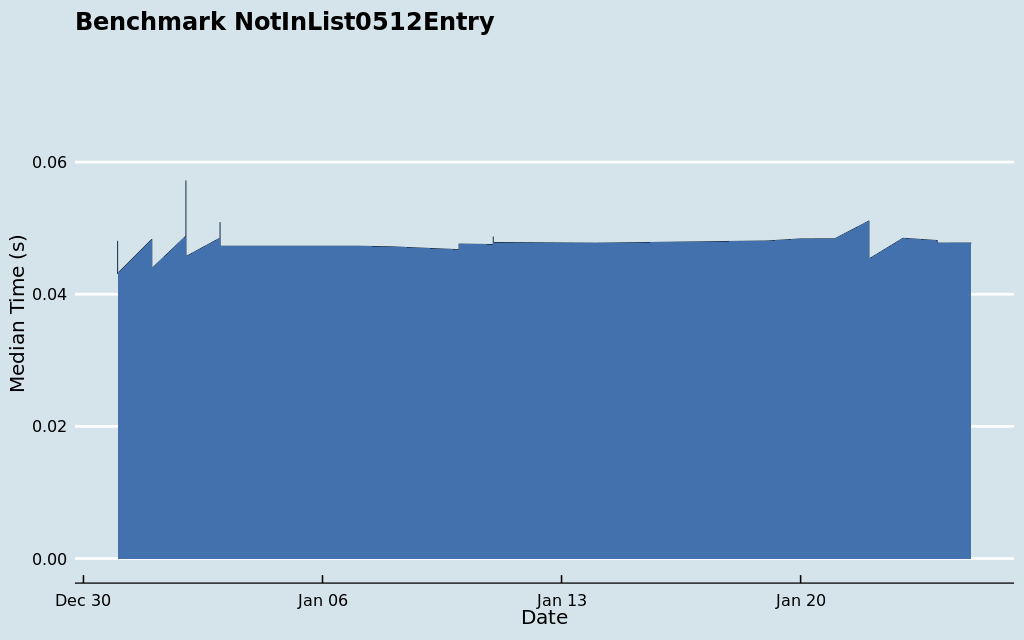 Benchmark NotInList0512Entry
Median Time (s)
0.06
0.04
0.02
0.00
Dec 30 Jan 06 Jan 13 Jan 20
Date